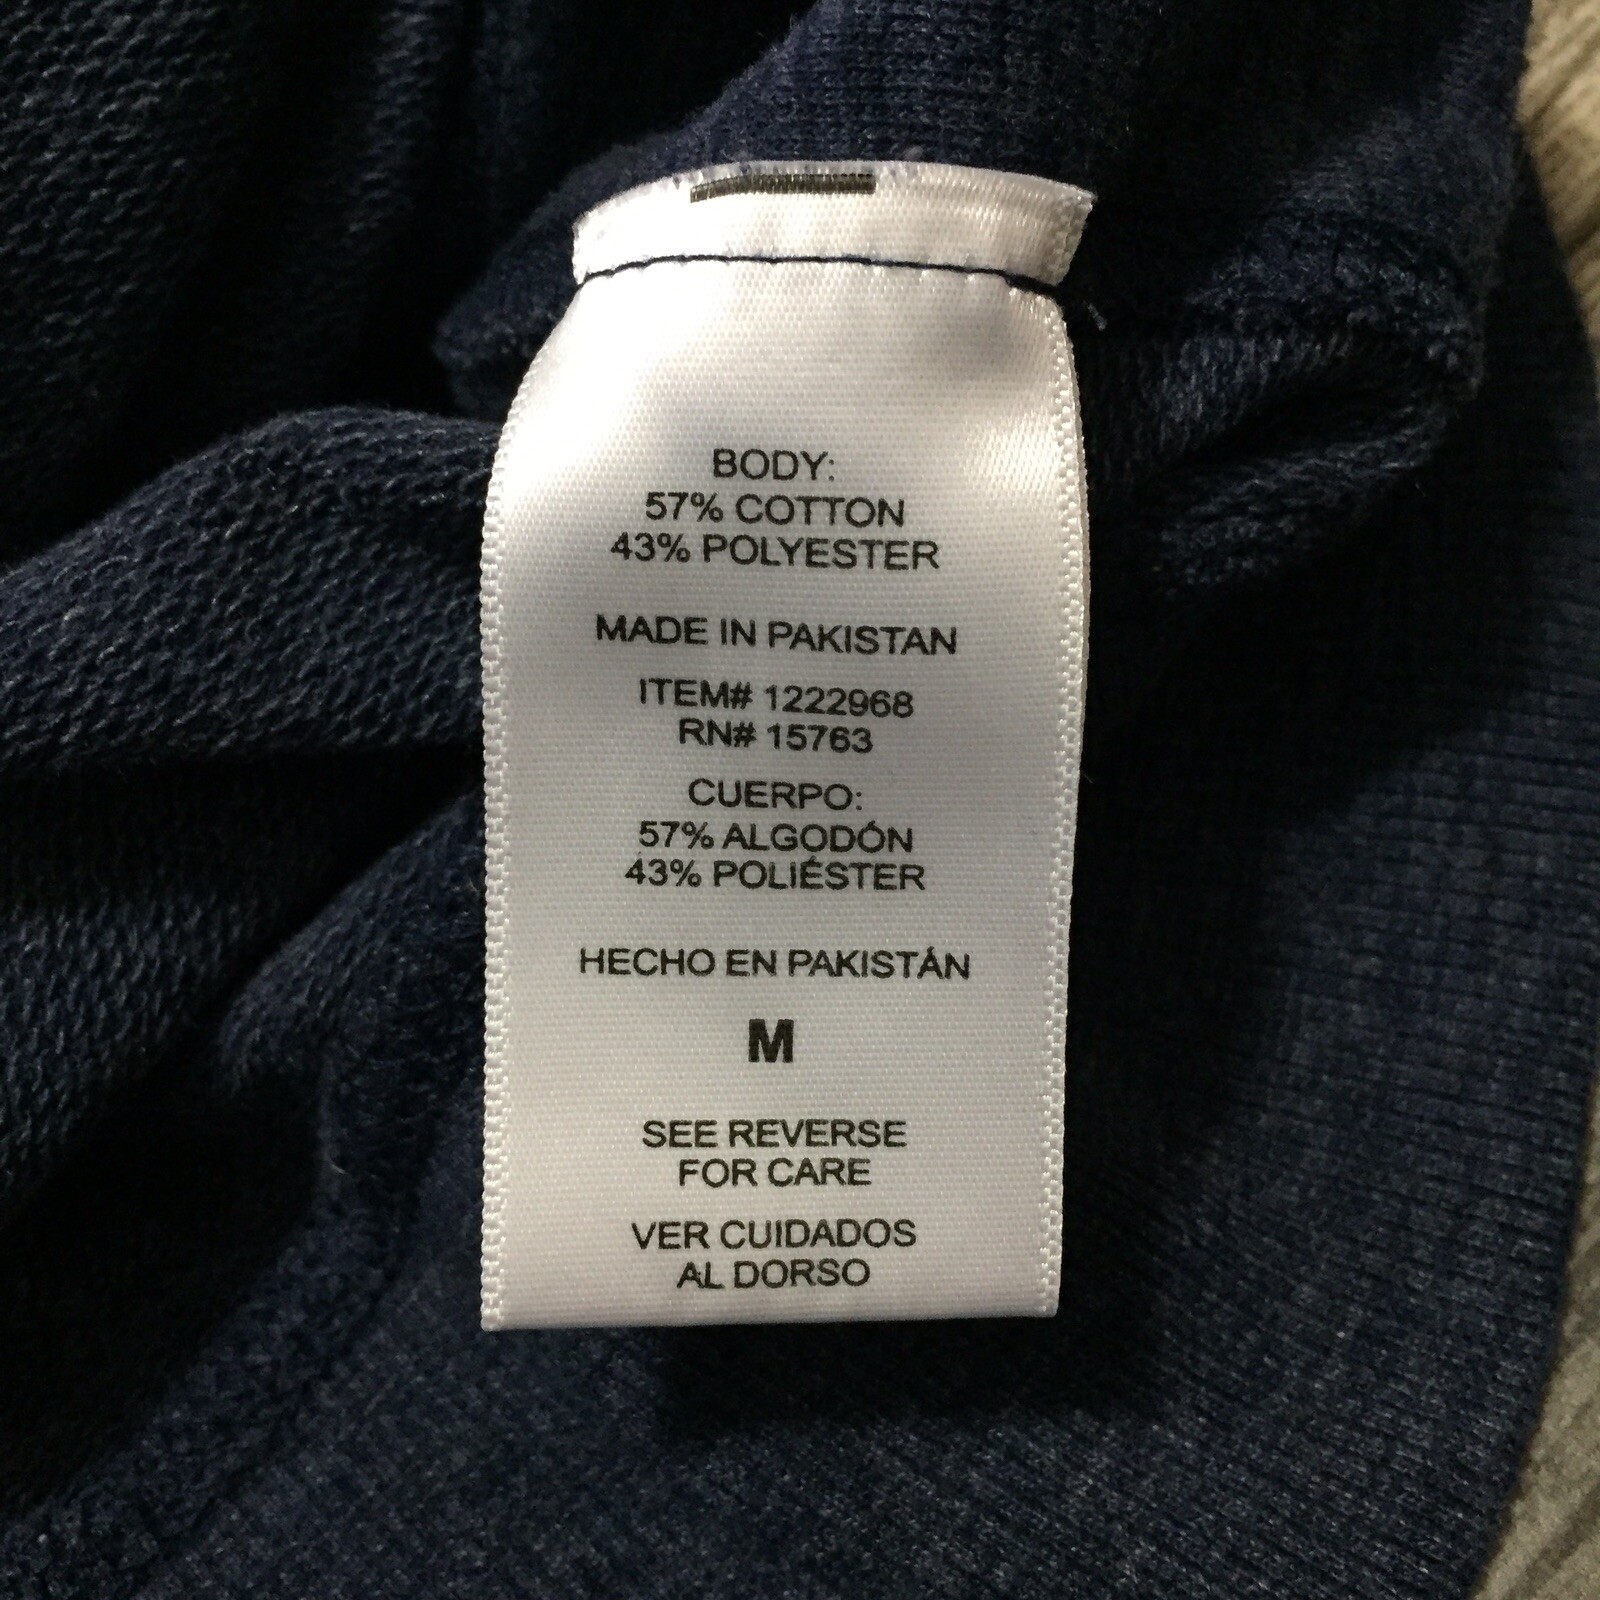 BODY:
57% COTTON
43% POLYESTER
MADE IN PAKISTAN
ITEM# 1222968
RN# 15763
CUERPO:
57% ALGODÓN
43% POLIÉSTER
HECHO EN PAKISTÁN
M
SEE REVERSE
FOR CARE
VER CUIDADOS
AL DORSO